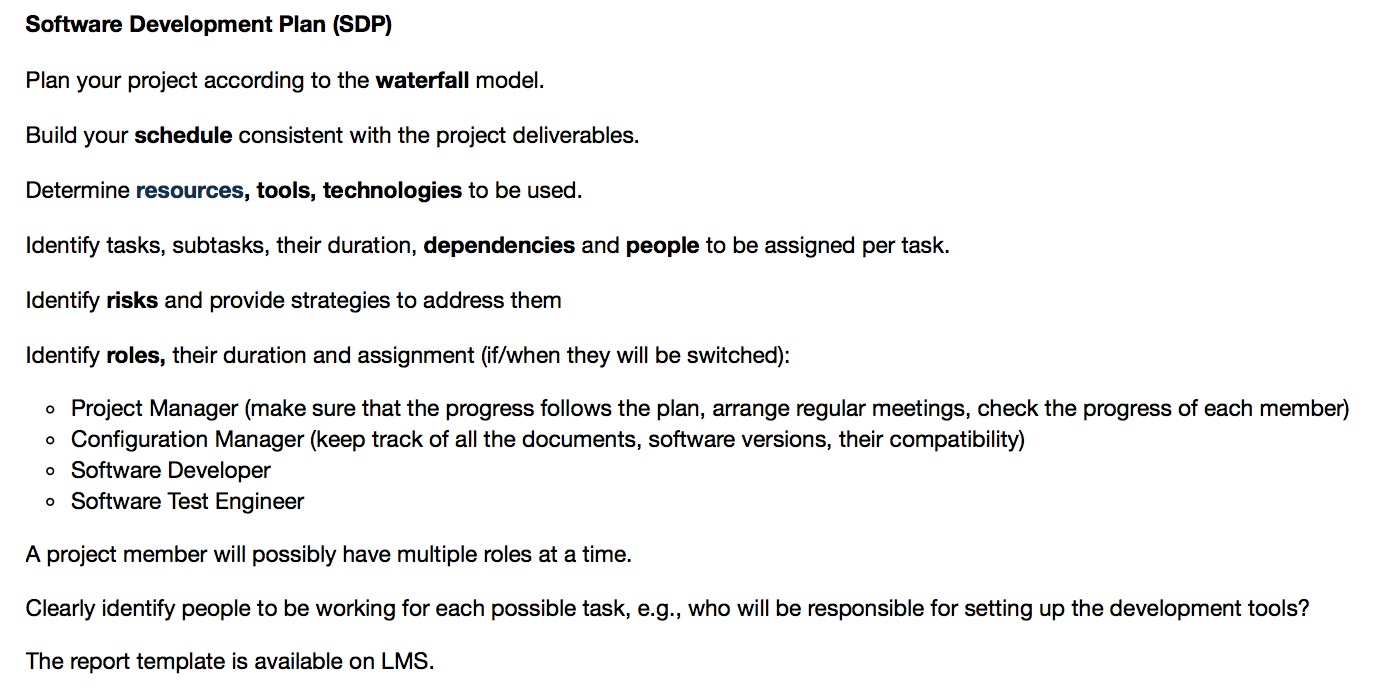 Software Development Plan (SDP)
Plan your project according to the waterfall model.
Build your schedule consistent with the project deliverables.
Determine resources, tools, technologies to be used.
Identify tasks, subtasks, their duration, dependencies and people to be assigned per task.
Identify risks and provide strategies to address them
Identify roles, their duration and assignment (if/when they will be switched):
Project Manager (make sure that the progress follows the plan, arrange regular meetings, check the progress of each member)
Configuration Manager (keep track of all the documents, software versions, their compatibility)
Software Developer
Software Test Engineer
A project member will possibly have multiple roles at a time.
Clearly identify people to be working for each possible task, e.g., who will be responsible for setting up the development tools?
The report template is available on LMS.